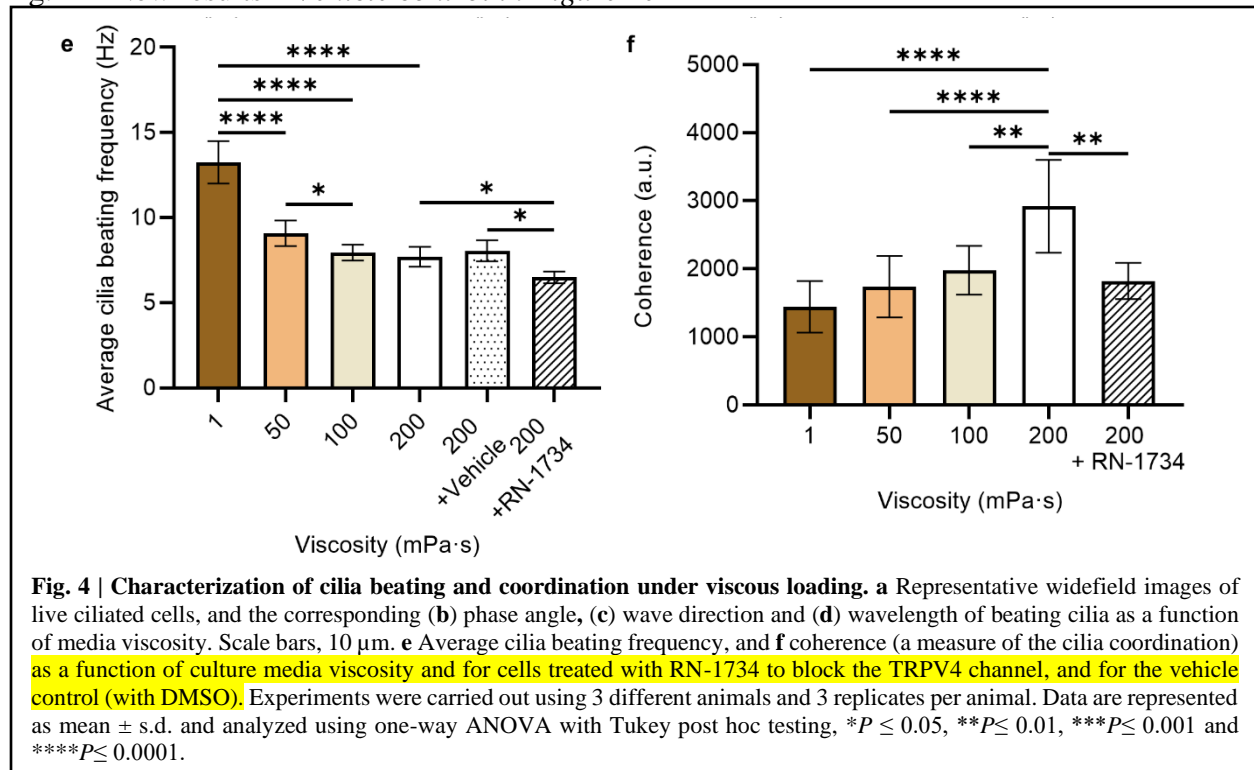 e
Average cilia beating frequency (Hz)
20
15
10
5
0
****
****
****
*
*
*
1
50
100
200
200
+Vehicle
200
+RN-1734
Viscosity (mPa·s)
f
Coherence (a.u.)
5000
4000
3000
2000
1000
0
****
****
**
**
1
50
100
200
200
+ RN-1734
Viscosity (mPa·s)
Fig. 4 | Characterization of cilia beating and coordination under viscous loading. a Representative widefield images of
live ciliated cells, and the corresponding (b) phase angle, (c) wave direction and (d) wavelength of beating cilia as a function
of media viscosity. Scale bars, 10 µm. e Average cilia beating frequency, and f coherence (a measure of the cilia coordination)
as a function of culture media viscosity and for cells treated with RN-1734 to block the TRPV4 channel, and for the vehicle
control (with DMSO). Experiments were carried out using 3 different animals and 3 replicates per animal. Data are represented
as mean ± s.d. and analyzed using one-way ANOVA with Tukey post hoc testing, *P ≤ 0.05, **P≤ 0.01, ***P≤ 0.001 and
****P≤ 0.0001.